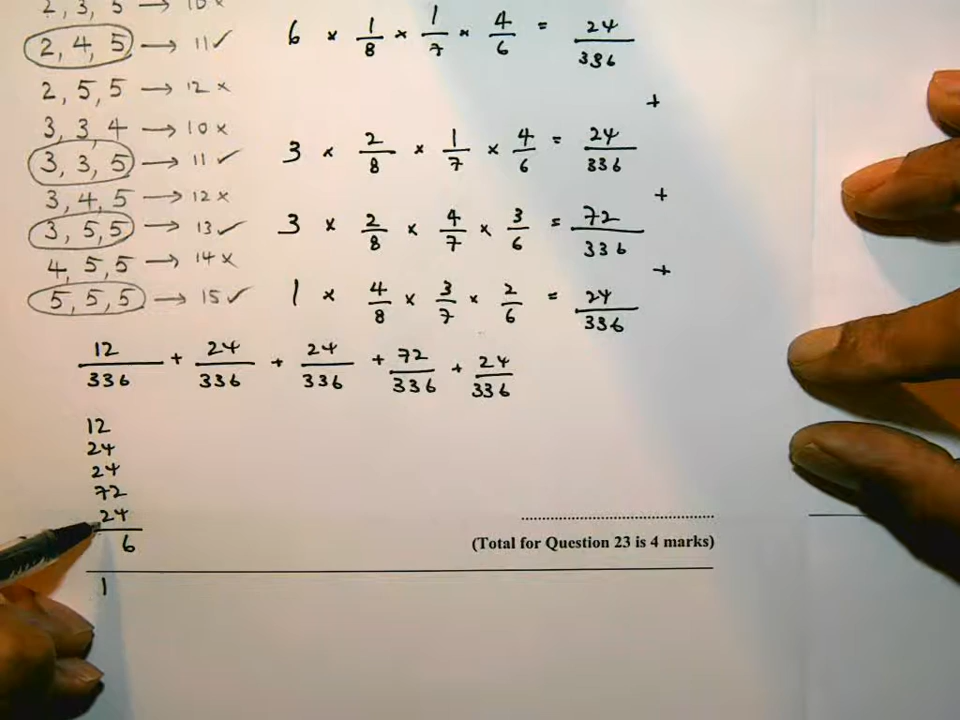 2, 3, 5 → 10 ×
2, 4, 5 → 11 ✓ 6 × 1/8 × 1/7 × 4/6 = 24/336
2, 5, 5 → 12 × +
3, 3, 4 → 10 ×
3, 3, 5 → 11 ✓ 3 × 2/8 × 1/7 × 4/6 = 24/336
3, 4, 5 → 12 × +
3, 5, 5 → 13 ✓ 3 × 2/8 × 4/7 × 3/6 = 72/336
4, 5, 5 → 14 × +
5, 5, 5 → 15 ✓ 1 × 4/8 × 3/7 × 2/6 = 24/336
12/336 + 24/336 + 24/336 + 72/336 + 24/336
12
24
24
72
24
6
1
(Total for Question 23 is 4 marks)